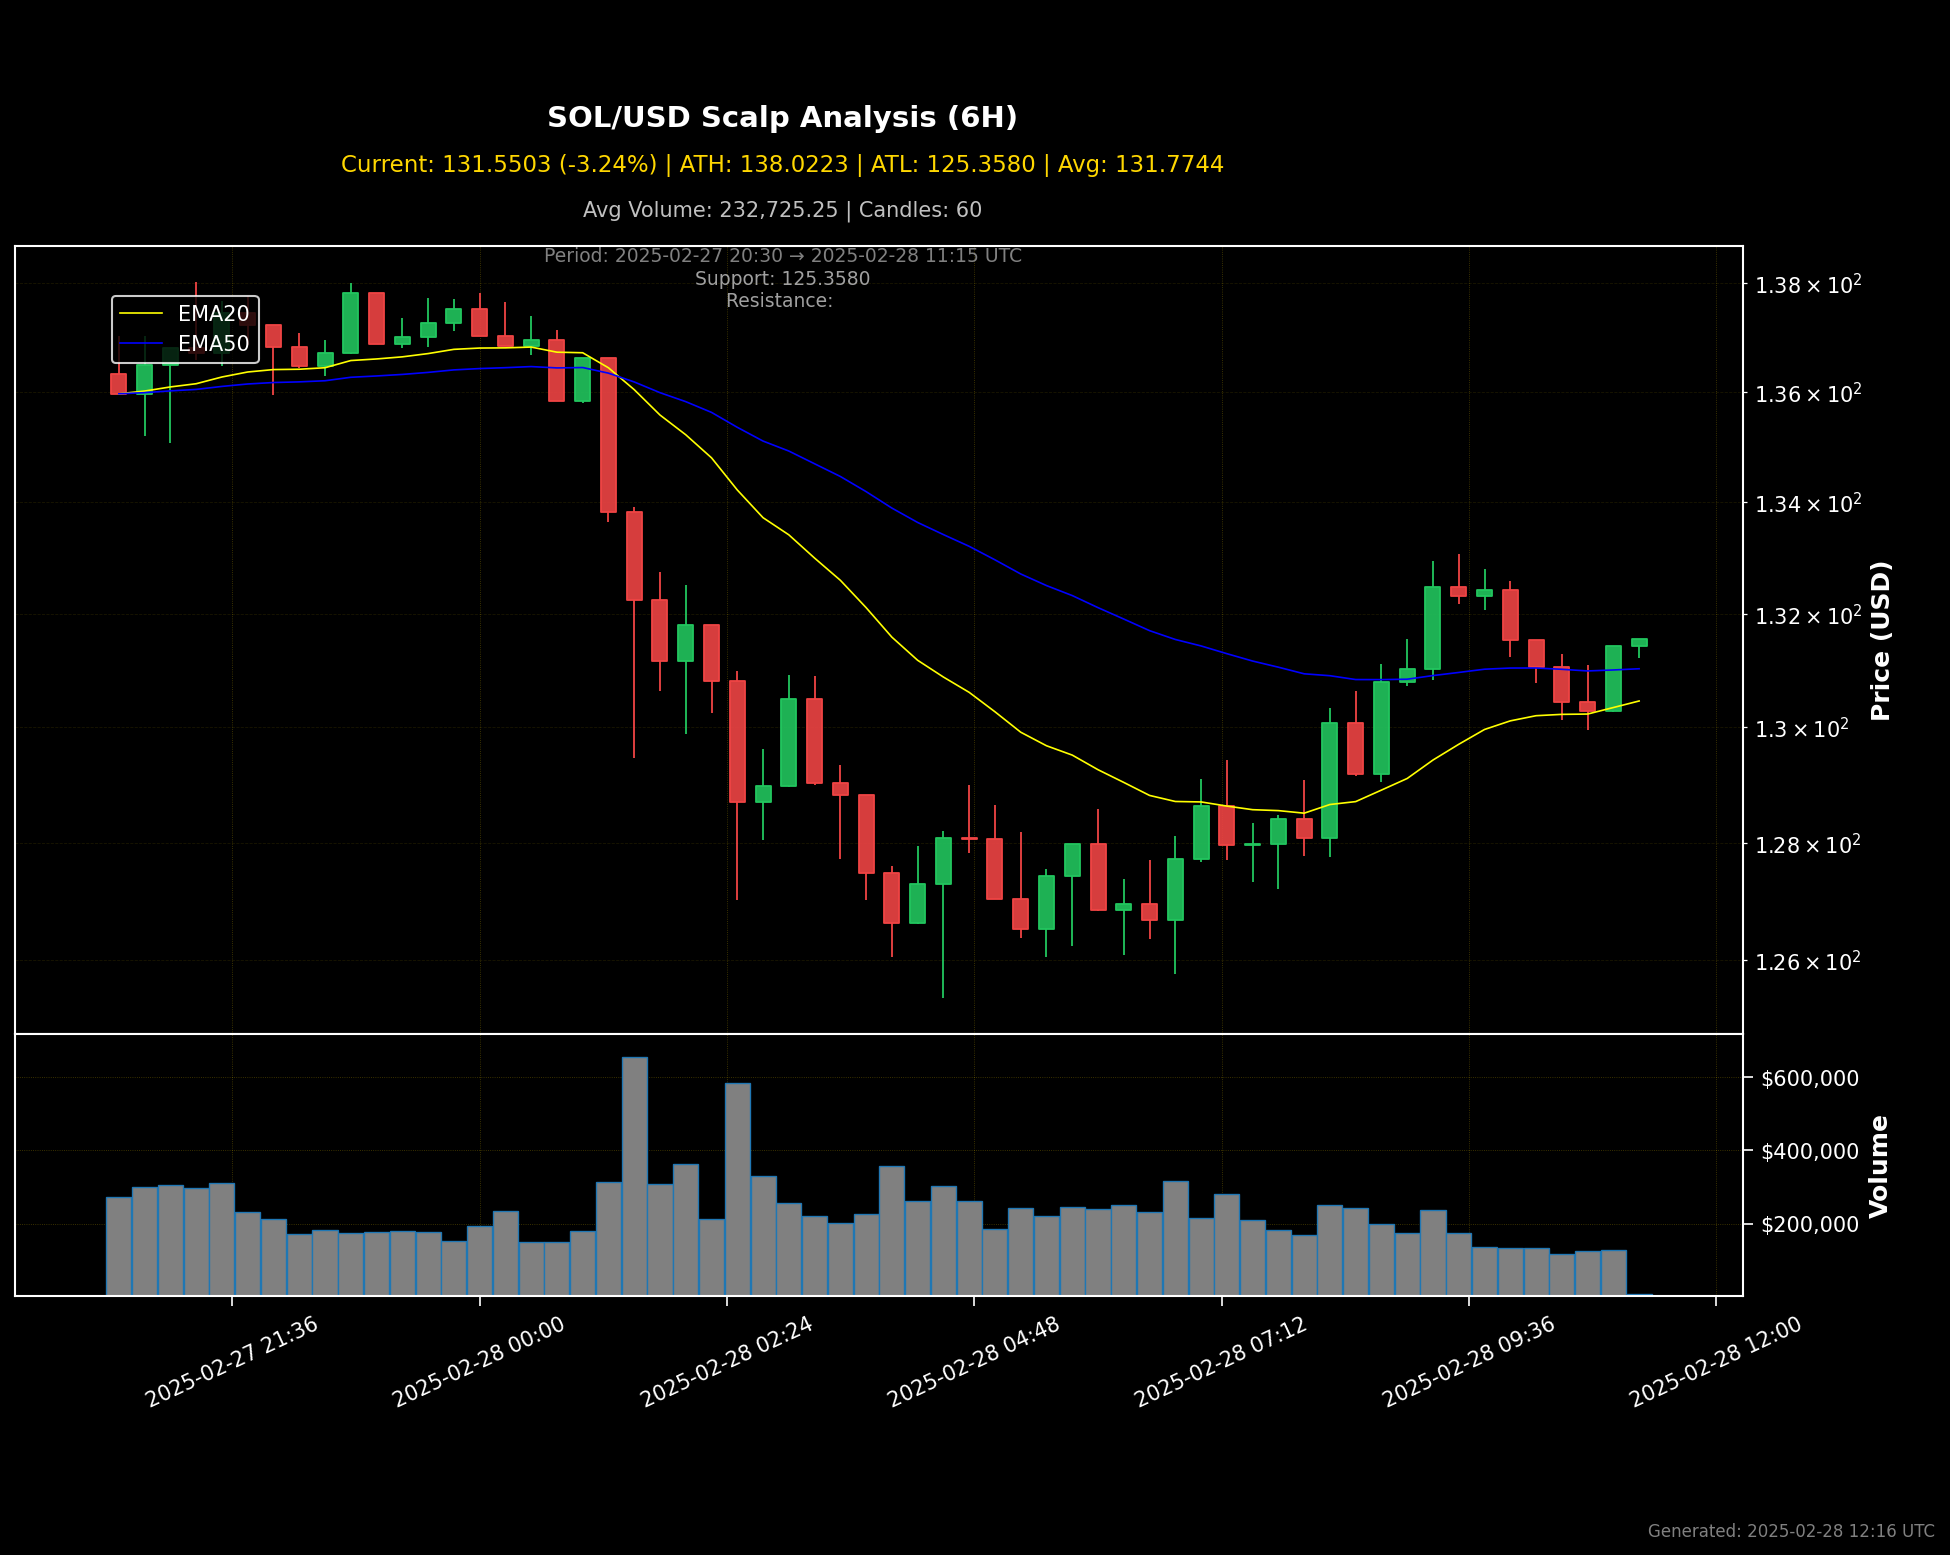 SOL/USD Scalp Analysis (6H)
Current: 131.5503 (-3.24%) | ATH: 138.0223 | ATL: 125.3580 | Avg: 131.7744
Avg Volume: 232,725.25 | Candles: 60
Period: 2025-02-27 20:30 → 2025-02-28 11:15 UTC
Support: 125.3580
Resistance:
EMA20
EMA50
1.38 × 10²
1.36 × 10²
1.34 × 10²
1.32 × 10²
1.3 × 10²
1.28 × 10²
1.26 × 10²
Price (USD)
$600,000
$400,000
$200,000
Volume
2025-02-27 21:36
2025-02-28 00:00
2025-02-28 02:24
2025-02-28 04:48
2025-02-28 07:12
2025-02-28 09:36
2025-02-28 12:00
Generated: 2025-02-28 12:16 UTC